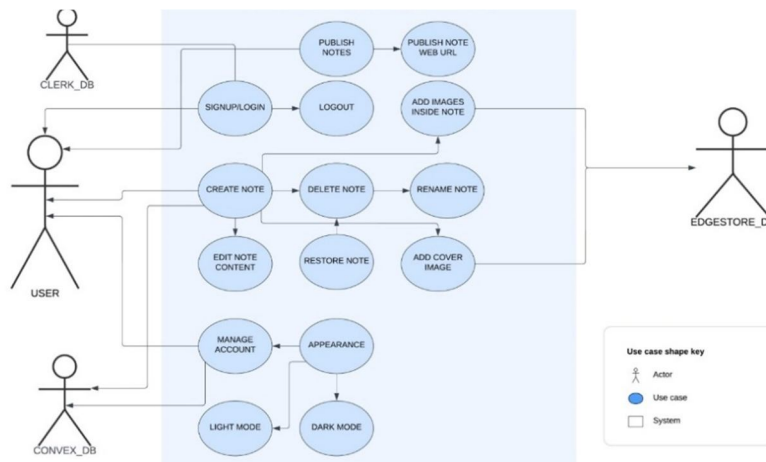 PUBLISH
NOTES
PUBLISH NOTE
WEB URL
CLERK_DB
SIGNUP/LOGIN
LOGOUT
ADD IMAGES
INSIDE NOTE
CREATE NOTE
DELETE NOTE
RENAME NOTE
EDGESTORE_D
EDIT NOTE
CONTENT
RESTORE NOTE
ADD COVER
IMAGE
USER
MANAGE
ACCOUNT
APPEARANCE
Use case shape key
Actor
Use case
System
LIGHT MODE
DARK MODE
CONVEX_DB